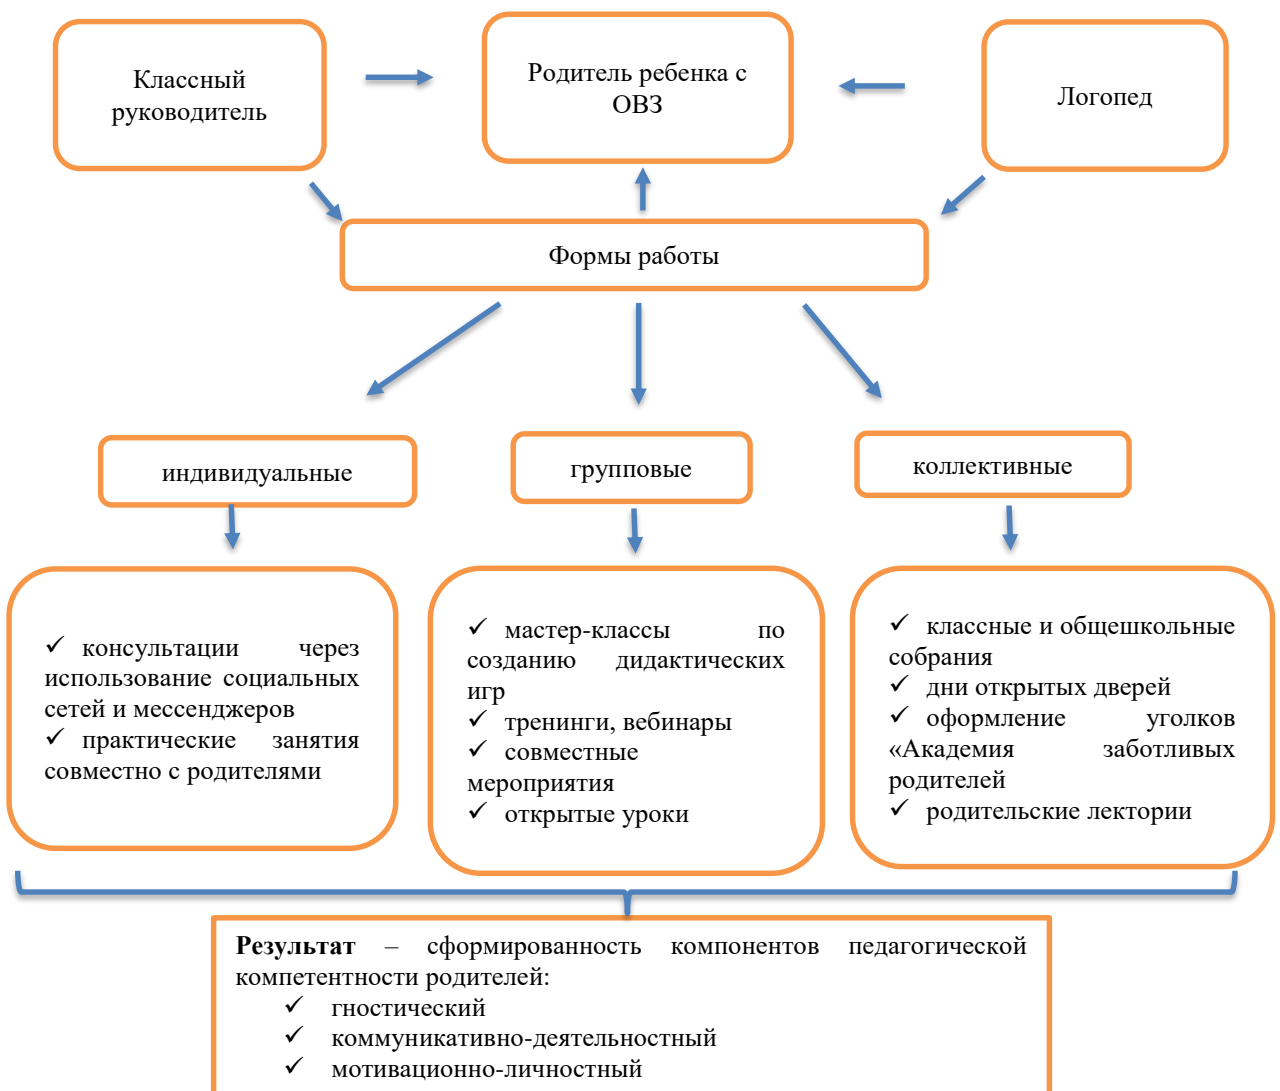 Классный
руководитель
Родитель ребенка с
ОВЗ
Логопед
Формы работы
индивидуальные
групповые
коллективные
✓ консультации через
использование социальных
сетей и мессенджеров
✓ практические занятия
совместно с родителями
✓ мастер-классы по
созданию дидактических
игр
✓ тренинги, вебинары
✓ совместные
мероприятия
✓ открытые уроки
✓ классные и общешкольные
собрания
✓ дни открытых дверей
✓ оформление уголков
«Академия заботливых
родителей
✓ родительские лектории
Результат – сформированность компонентов педагогической
компетентности родителей:
✓ гностический
✓ коммуникативно-деятельностный
✓ мотивационно-личностный